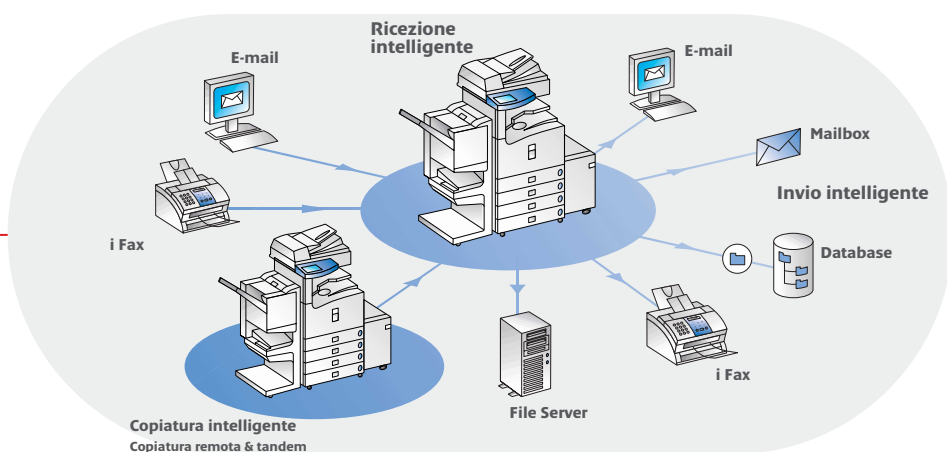 Ricezione
intelligente
E-mail
E-mail
Mailbox
Invio intelligente
i Fax
Database
i Fax
File Server
Copiatura intelligente
Copiatura remota & tandem